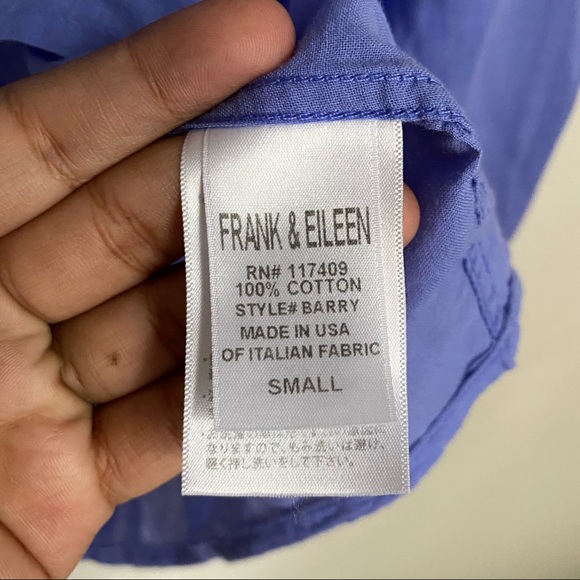 FRANK & EILEEN
RN# 117409
100% COTTON
STYLE# BARRY
MADE IN USA
OF ITALIAN FABRIC
SMALL
なりますので、もみ洗いは避け、
軽く押し洗いをして下さい。